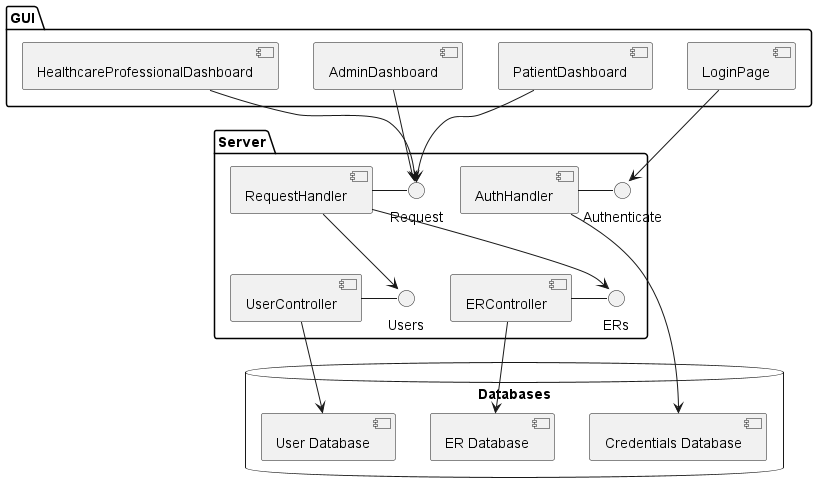 GUI
HealthcareProfessionalDashboard
AdminDashboard
PatientDashboard
LoginPage
Server
RequestHandler
Request
AuthHandler
Authenticate
UserController
Users
ERController
ERs
Databases
User Database
ER Database
Credentials Database